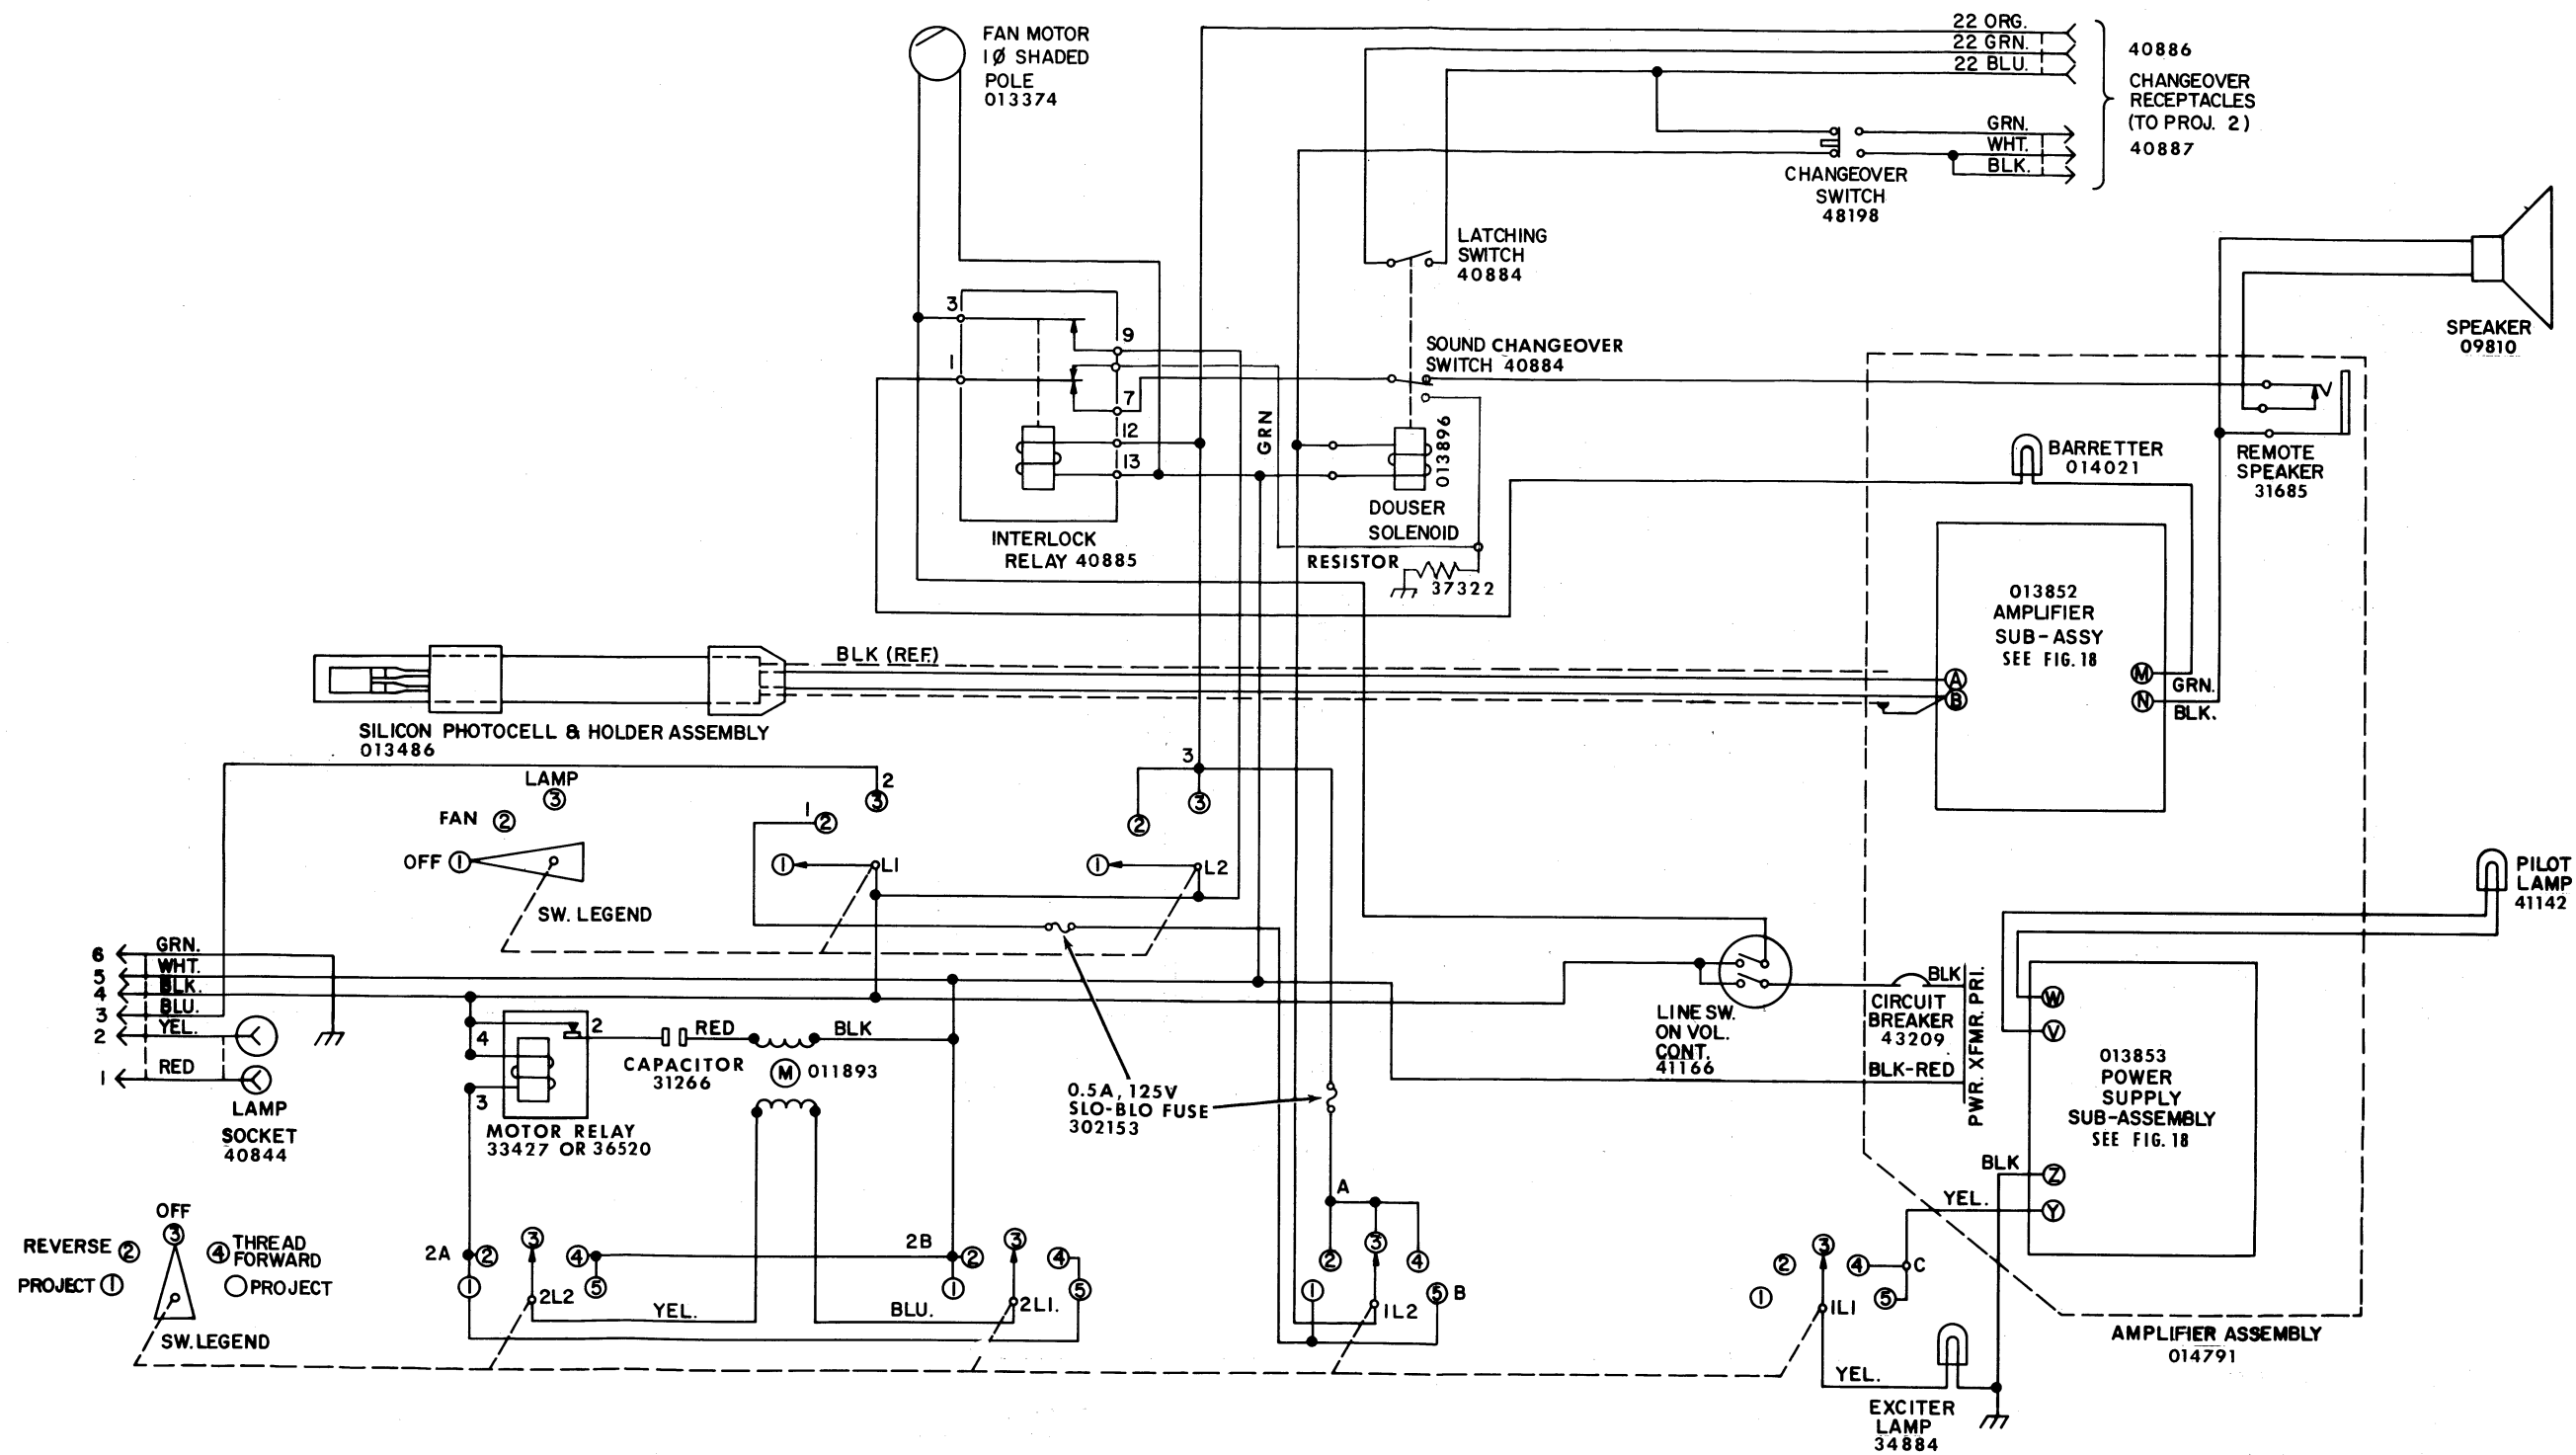 FAN MOTOR
1Ø SHADED
POLE
013374
22 ORG.
22 GRN.
22 BLU.
40886
CHANGEOVER
RECEPTACLES
(TO PROJ. 2)
40887
GRN.
WHT.
BLK.
CHANGEOVER
SWITCH
48198
LATCHING
SWITCH
40884
SPEAKER
09810
3
9
1
7
12
13
SOUND CHANGEOVER
SWITCH 40884
GRN
013896
DOUSER
SOLENOID
INTERLOCK
RELAY 40885
RESISTOR
37322
BARRETTER
014021
REMOTE
SPEAKER
31685
013852
AMPLIFIER
SUB-ASSY
SEE FIG. 18
A
B
M
N
GRN.
BLK.
BLK (REF.)
SILICON PHOTOCELL & HOLDER ASSEMBLY
013486
LAMP
3
FAN 2
OFF 1
SW. LEGEND
2
3
1
2
1
L1
3
3
2
1
L2
PILOT
LAMP
41142
6 GRN.
5 WHT.
4 BLK.
3 BLU.
2 YEL.
1 RED
LAMP
SOCKET
40844
4
2
3
MOTOR RELAY
33427 OR 36520
CAPACITOR
31266
RED
BLK
M 011893
0.5A, 125V
SLO-BLO FUSE
302153
LINE SW.
ON VOL.
CONT.
41166
BLK
CIRCUIT
BREAKER
43209
BLK-RED
PWR. XFMR. PRI.
W
V
013853
POWER
SUPPLY
SUB-ASSEMBLY
SEE FIG. 18
Z
Y
BLK
YEL.
OFF
3
REVERSE 2
4 THREAD
FORWARD
PROJECT 1
PROJECT
SW. LEGEND
2A 2
1
3
2L2
4
5
YEL.
2B 2
1
BLU.
3
2L1.
4
5
A
2
3
4
1
1L2
5 B
2
3
1
1L1
4
C
5
YEL.
EXCITER
LAMP
34884
AMPLIFIER ASSEMBLY
014791